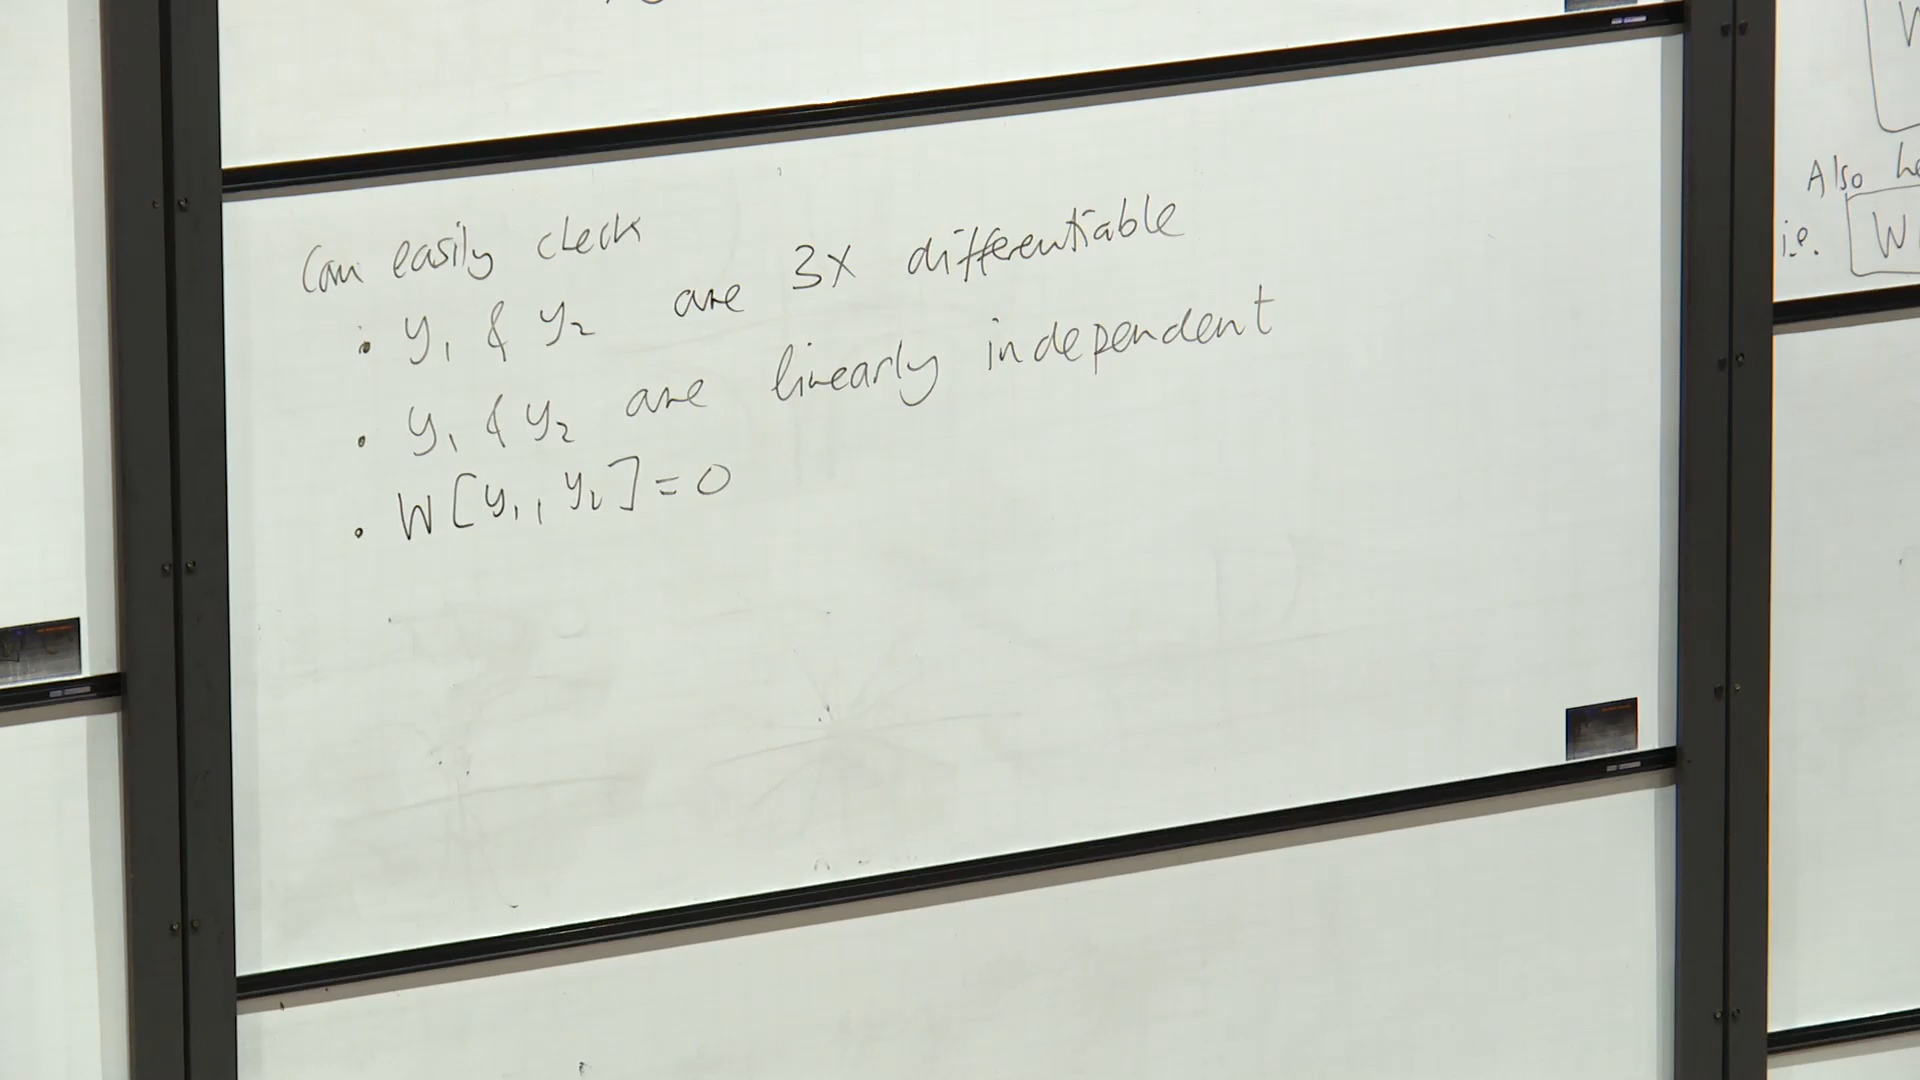 Can easily check
• y₁ & y₂ are 3x differentiable
• y₁ & y₂ are linearly independent
• W[y₁, y₂] = 0
Also
i.e. W